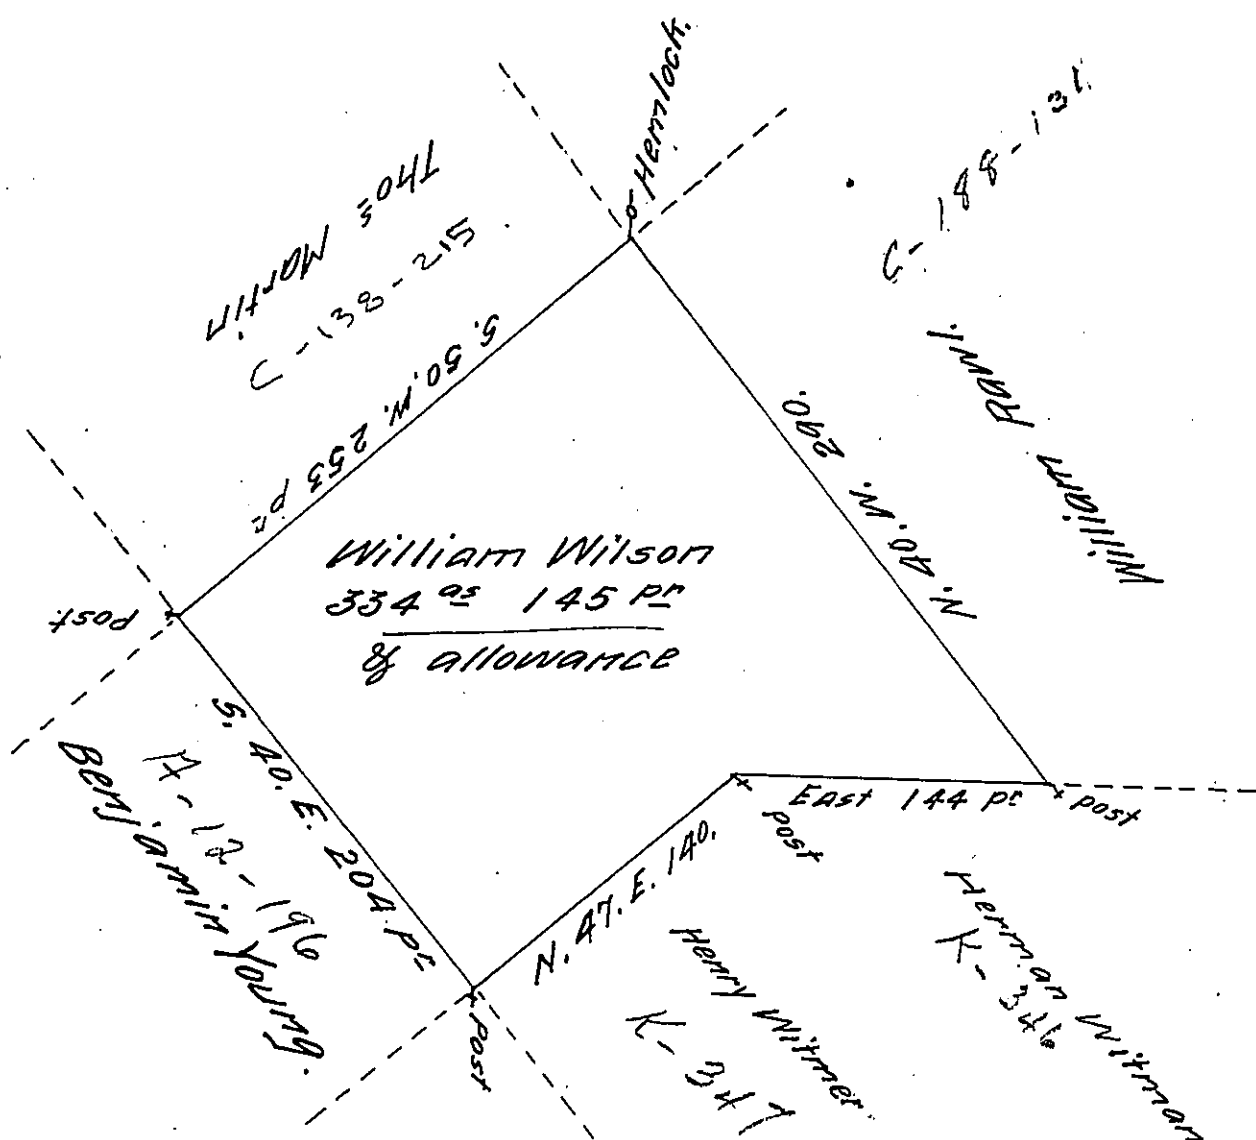 Hemlock.
Thoˢ Martin
C-138-215
C-188-131.
William Rawl.
S. 50. W. 253 pʳ
N. 40. W. 290.
William Wilson
334 ᵃˢ 145 pʳ
& allowance
Post.
S. 40. E. 204 pʳ
A-12-196
Benjamin Young.
East 144 pʳ
post
post
N. 47. E. 140.
Post
Henry Witmer
K-347
Herman Witman
K-346